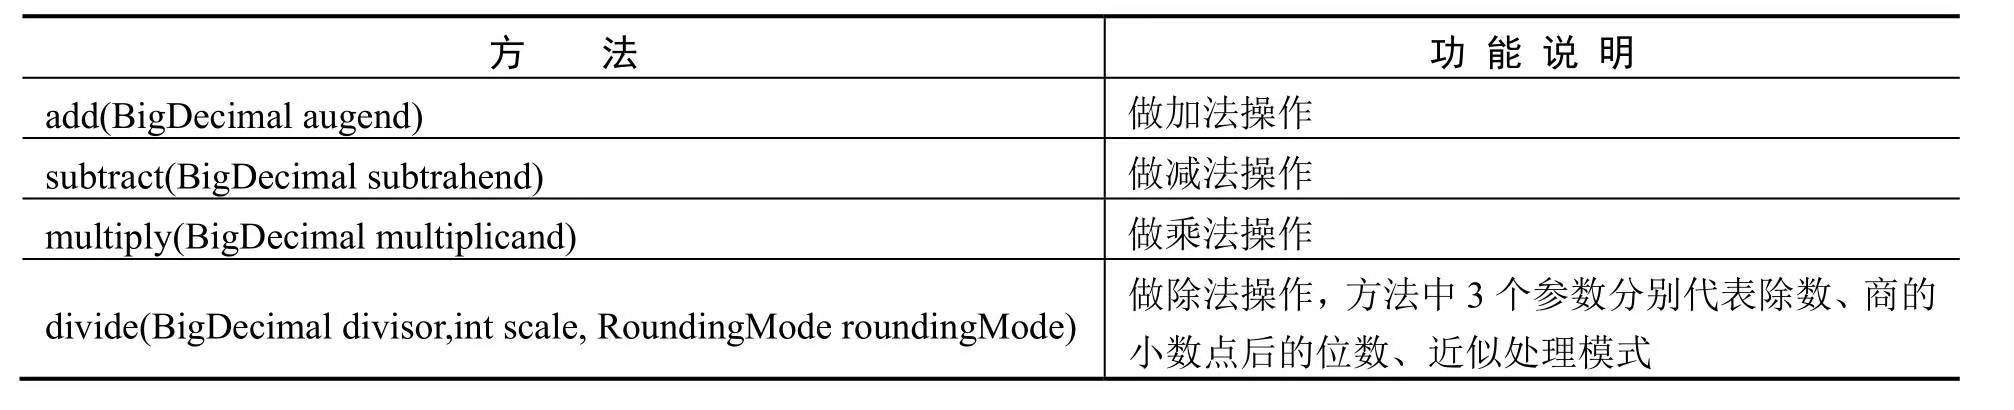 方 法 功 能 说 明
add(BigDecimal augend) 做加法操作
subtract(BigDecimal subtrahend) 做减法操作
multiply(BigDecimal multiplicand) 做乘法操作
divide(BigDecimal divisor,int scale, RoundingMode roundingMode) 做除法操作，方法中 3 个参数分别代表除数、商的
小数点后的位数、近似处理模式